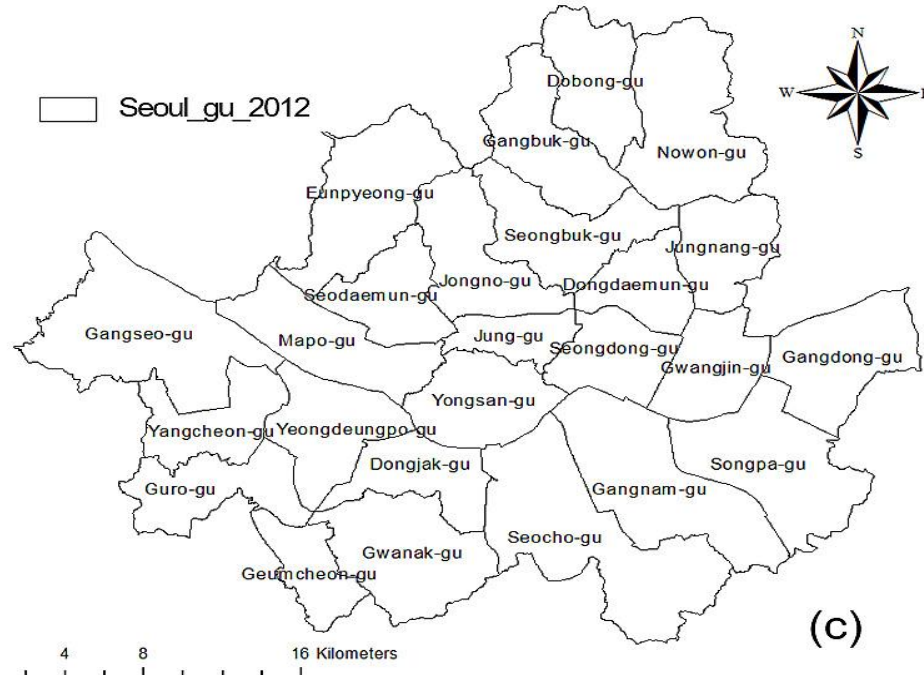 N
Dobong-gu
W
E
Seoul_gu_2012
Gangbuk-gu
Nowon-gu
S
Eunpyeong-gu
Seongbuk-gu
Jungnang-gu
Seodaemun-gu
Jongno-gu
Dongdaemun-gu
Gangseo-gu
Mapo-gu
Jung-gu
Seongdong-gu
Gwangjin-gu
Gangdong-gu
Yongsan-gu
Yangcheon-gu
Yeongdeungpo-gu
Dongjak-gu
Songpa-gu
Guro-gu
Gangnam-gu
Seocho-gu
Gwanak-gu
Geumcheon-gu
(c)
4 8 16 Kilometers